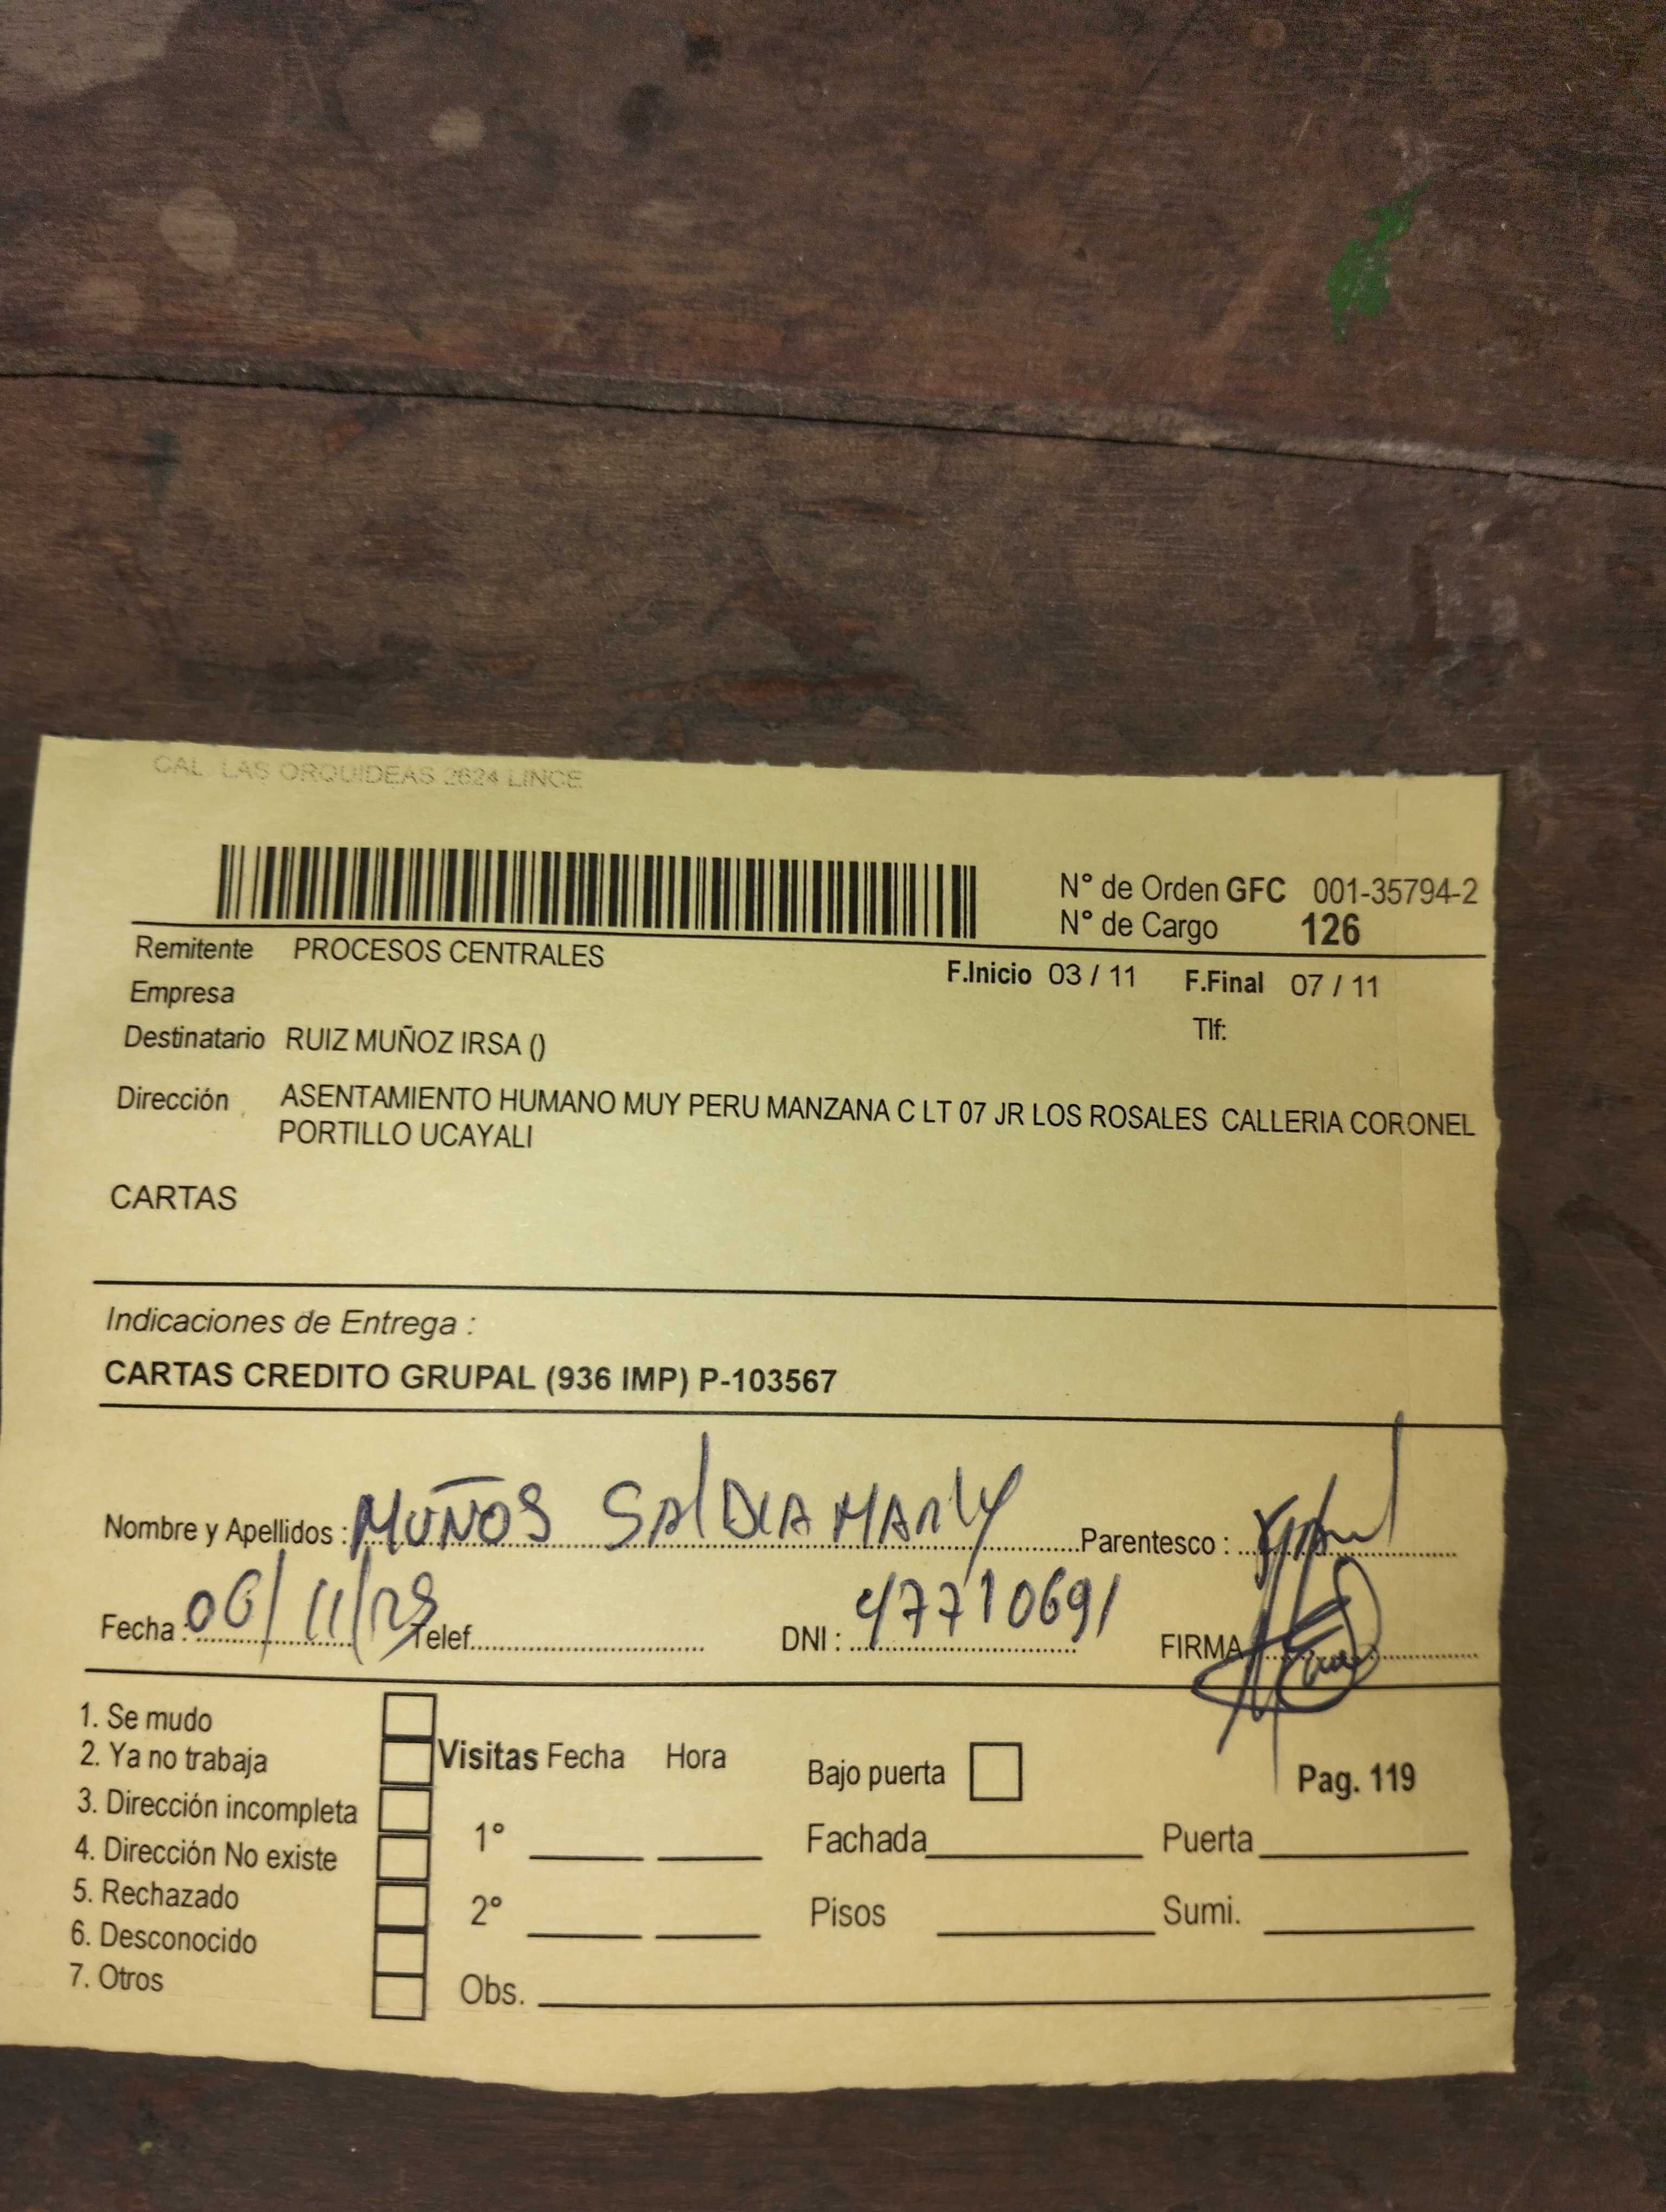 CAL LAS ORQUIDEAS 2624 LINCE
N° de Orden GFC 001-35794-2
N° de Cargo 126
Remitente PROCESOS CENTRALES
F.Inicio 03 / 11 F.Final 07 / 11
Empresa
Tlf:
Destinatario RUIZ MUÑOZ IRSA ()
Dirección ASENTAMIENTO HUMANO MUY PERU MANZANA C LT 07 JR LOS ROSALES CALLERIA CORONEL
PORTILLO UCAYALI
CARTAS
Indicaciones de Entrega :
CARTAS CREDITO GRUPAL (936 IMP) P-103567
Nombre y Apellidos : MUÑOS SALDIA MARLY Parentesco :
Fecha : 06/11/25 Telef. DNI : 47710691 FIRMA
1. Se mudo
2. Ya no trabaja
3. Dirección incompleta
4. Dirección No existe
5. Rechazado
6. Desconocido
7. Otros
Visitas Fecha Hora
1°
2°
Obs.
Bajo puerta
Pag. 119
Fachada Puerta
Pisos Sumi.